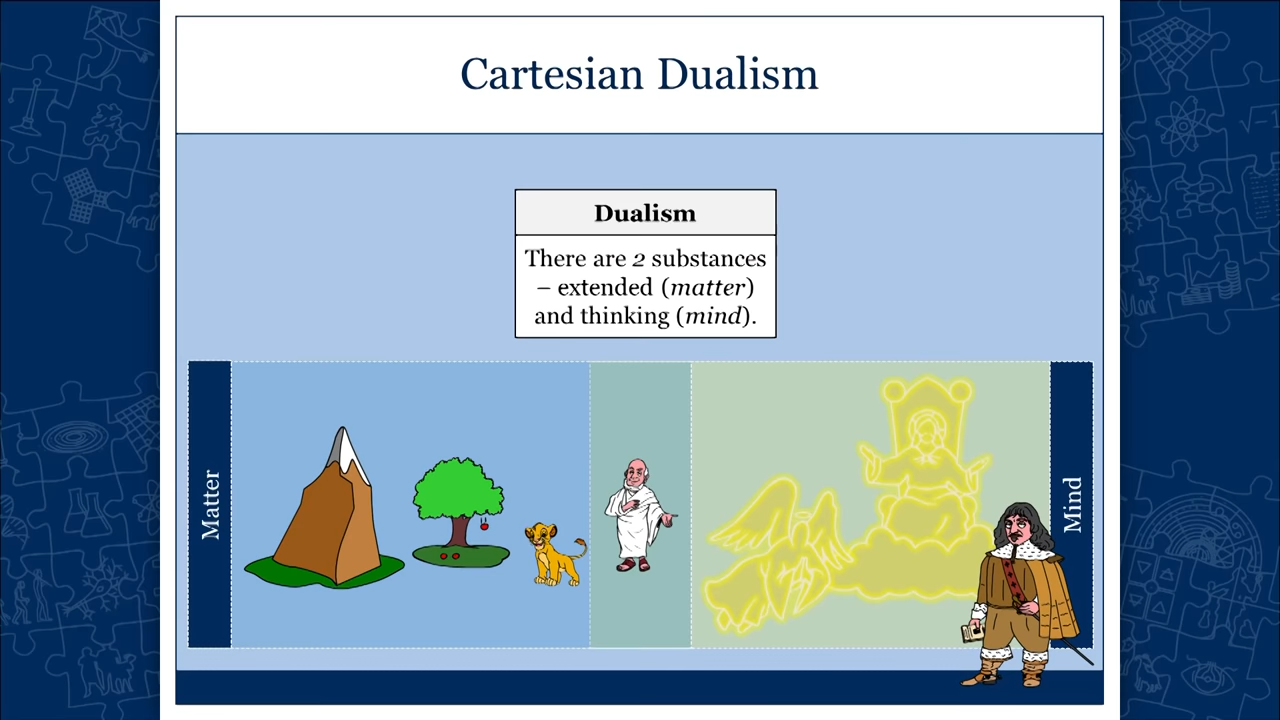 Cartesian Dualism
Dualism
There are 2 substances
– extended (matter)
and thinking (mind).
Matter
Mind